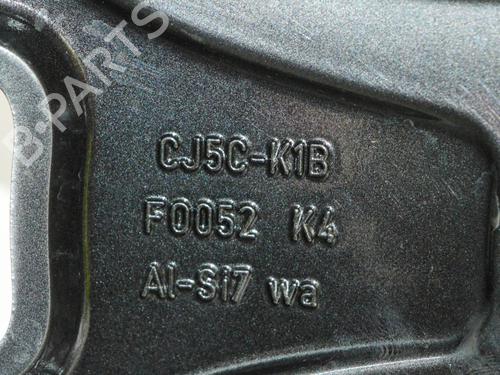 B-PARTS
CJ5C-K1B
F0052 K4
Al-Si7 wa